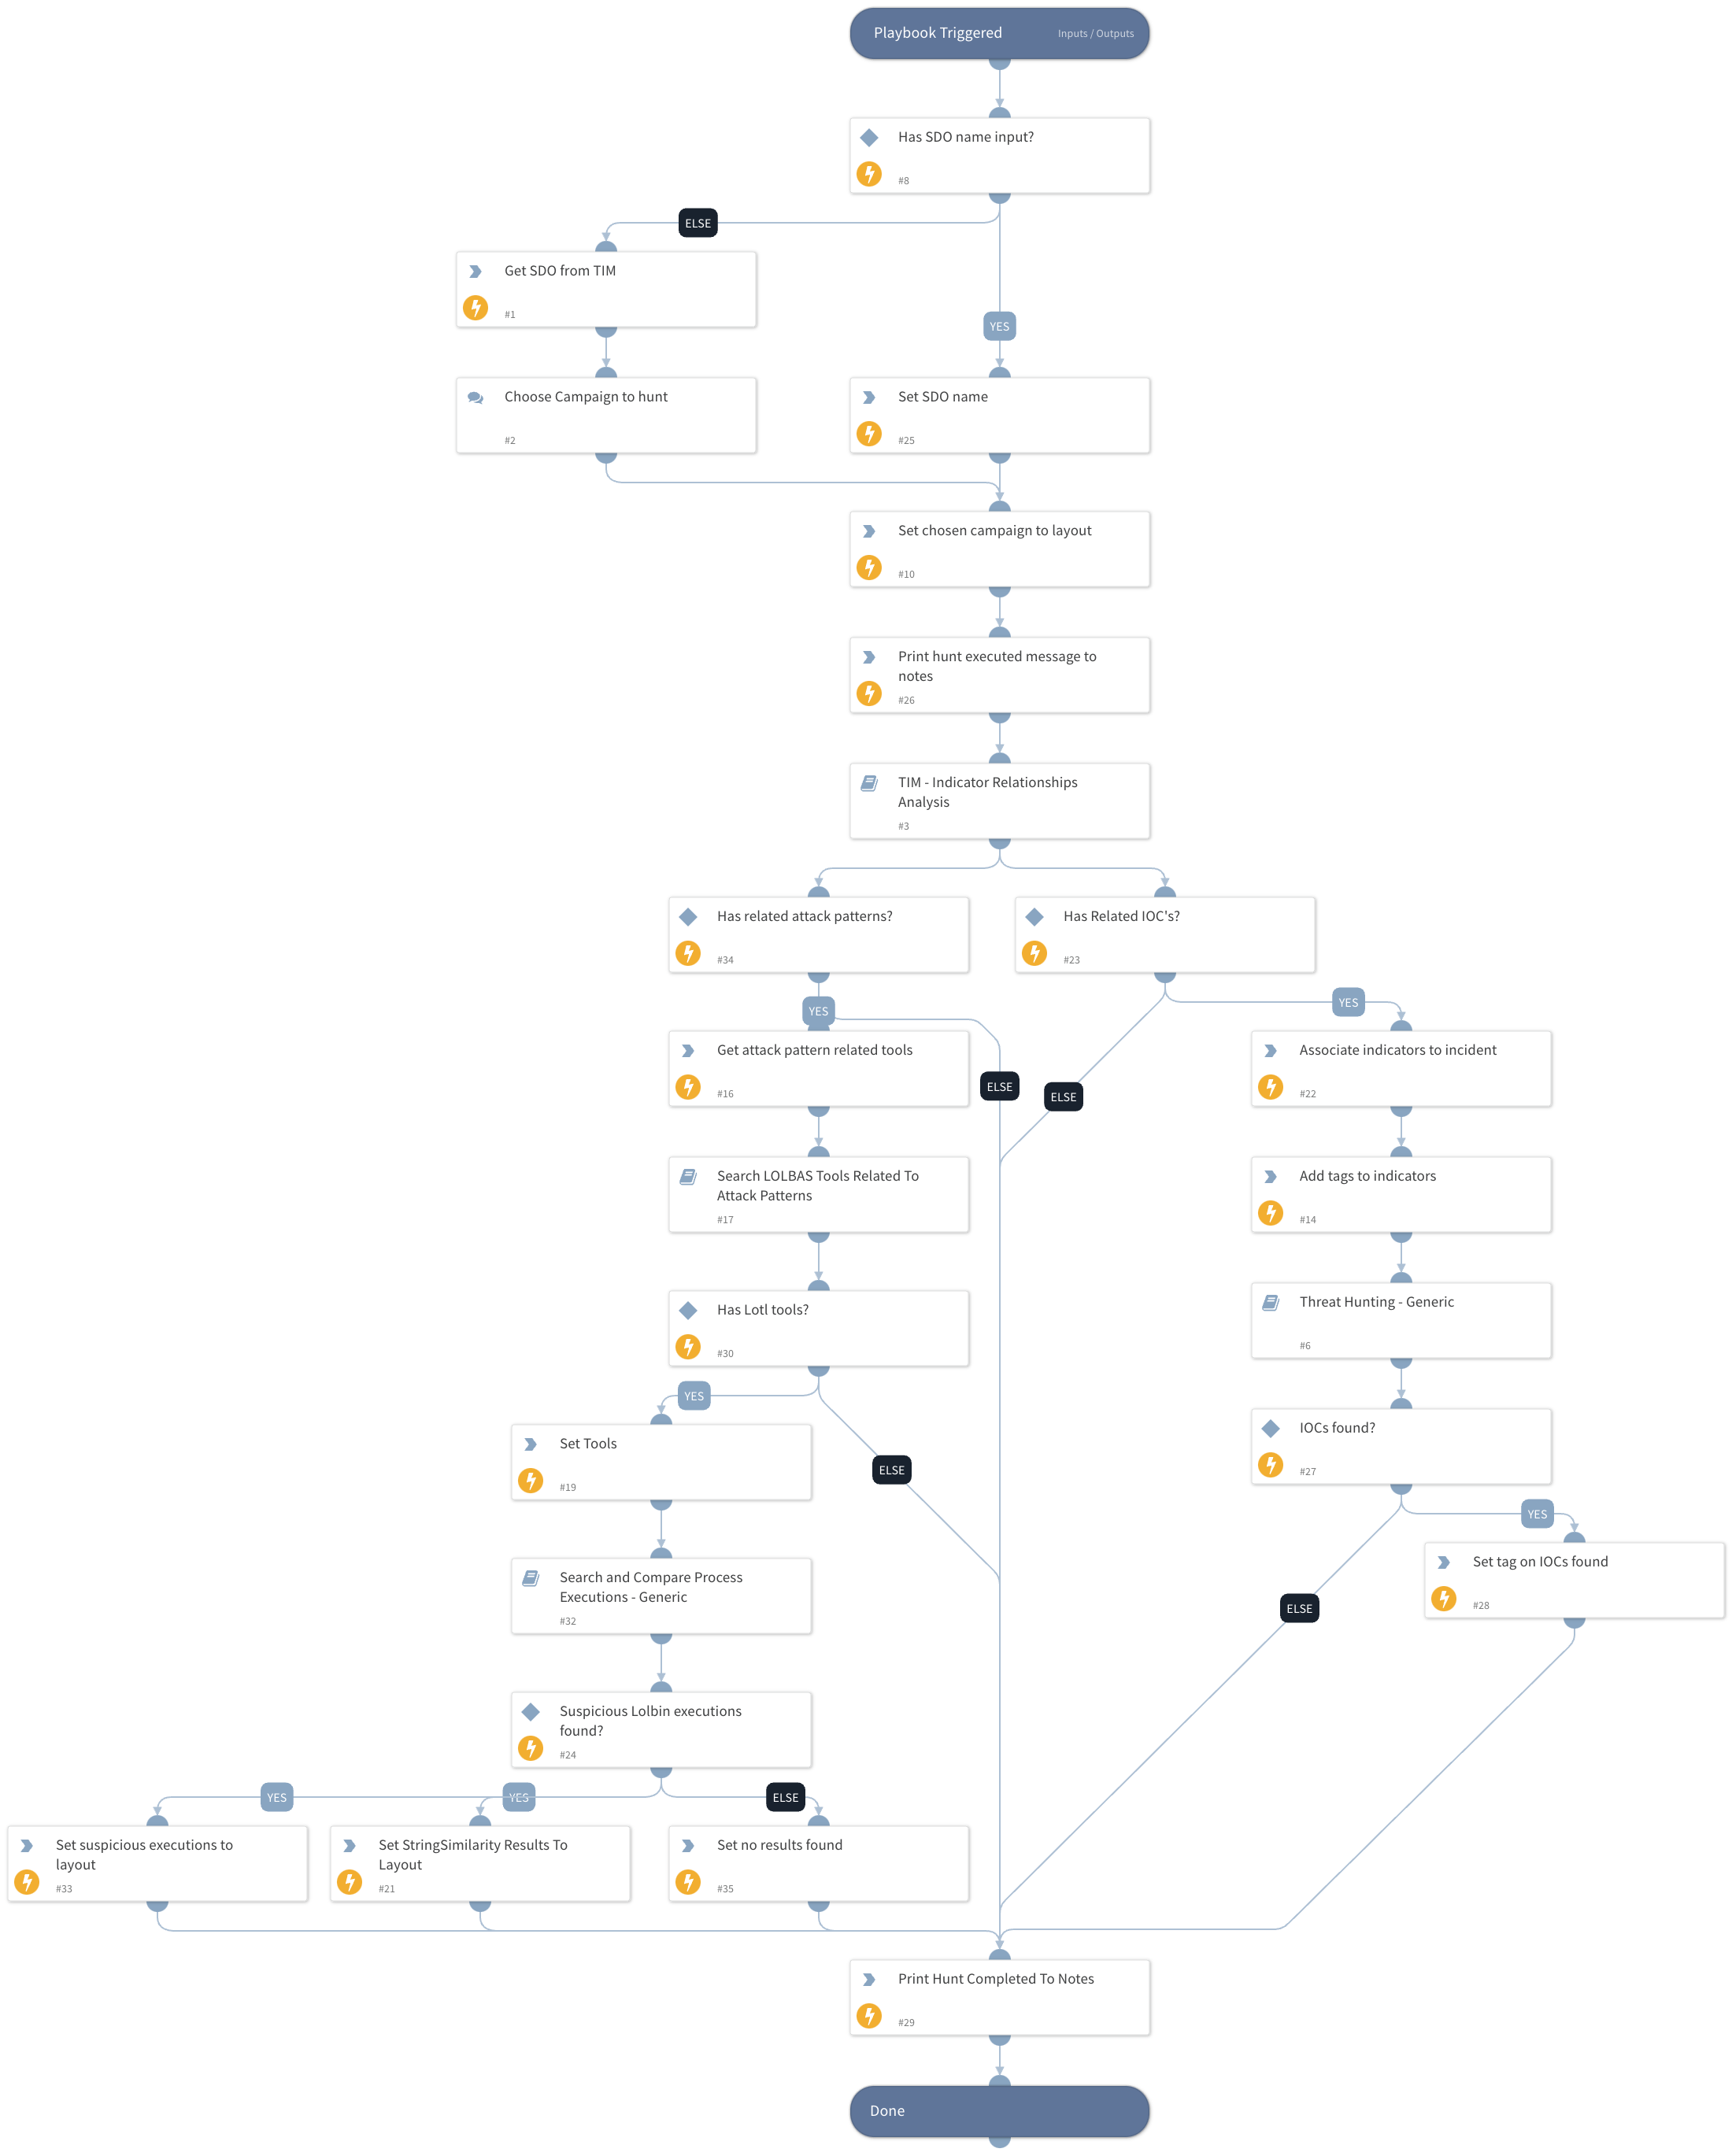 Playbook Triggered
Inputs / Outputs
Has SDO name input?
#8
ELSE
Get SDO from TIM
#1
YES
Choose Campaign to hunt
#2
Set SDO name
#25
Set chosen campaign to layout
#10
Print hunt executed message to
notes
#26
TIM - Indicator Relationships
Analysis
#3
Has related attack patterns?
#34
Has Related IOC's?
#23
YES
YES
Get attack pattern related tools
#16
ELSE
ELSE
Associate indicators to incident
#22
Search LOLBAS Tools Related To
Attack Patterns
#17
Add tags to indicators
#14
Has Lotl tools?
#30
Threat Hunting - Generic
#6
YES
Set Tools
#19
ELSE
IOCs found?
#27
YES
Search and Compare Process
Executions - Generic
#32
ELSE
Set tag on IOCs found
#28
Suspicious Lolbin executions
found?
#24
YES
YES
ELSE
Set suspicious executions to
layout
#33
Set StringSimilarity Results To
Layout
#21
Set no results found
#35
Print Hunt Completed To Notes
#29
Done